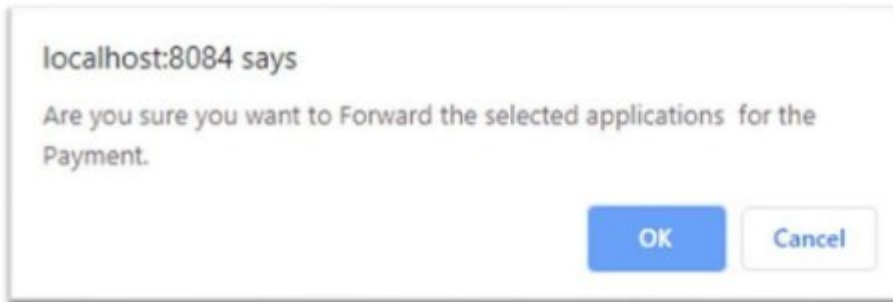 localhost:8084 says
Are you sure you want to Forward the selected applications for the
Payment.
OK
Cancel